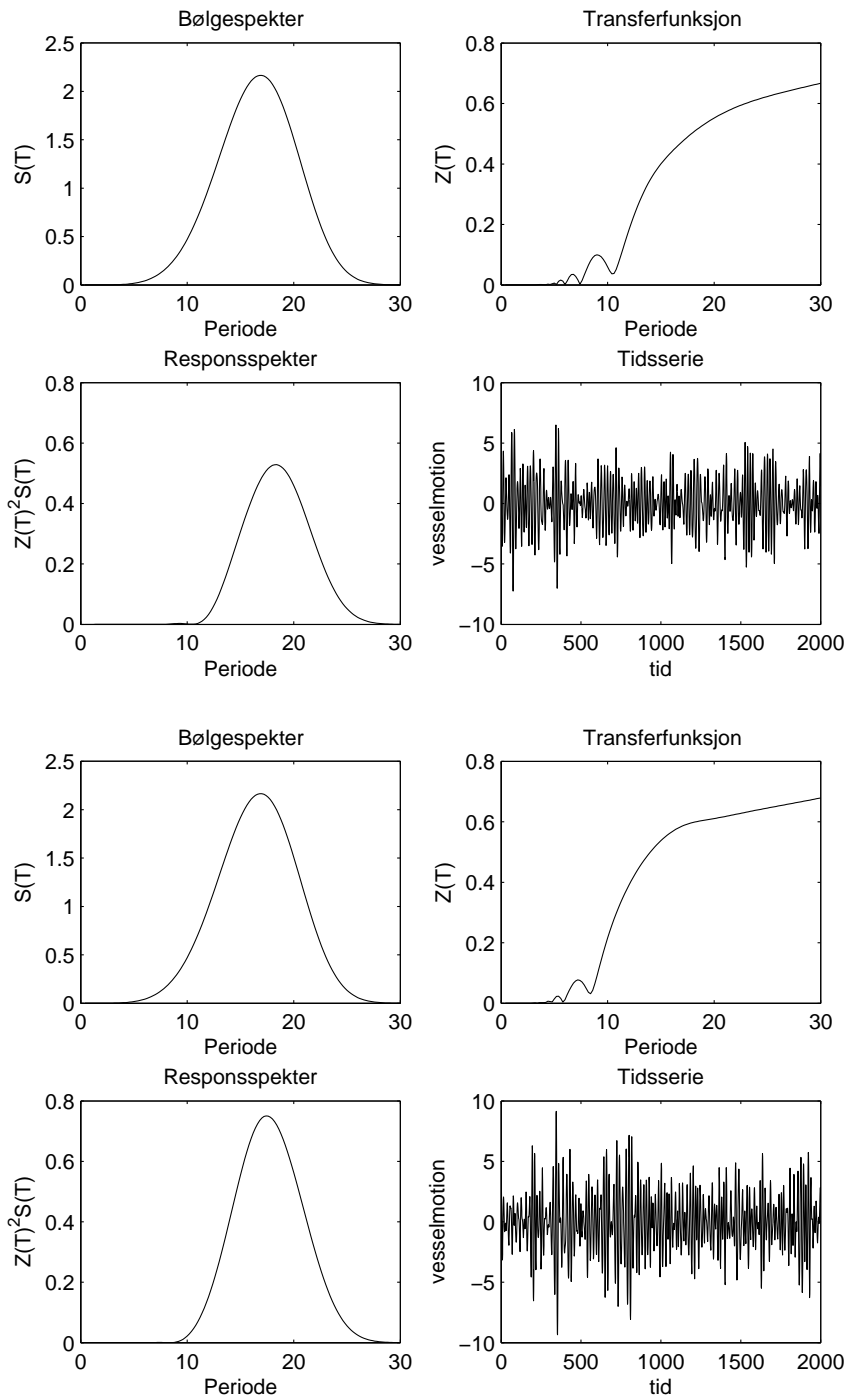 Bølgespekter
S(T)
2.5
2
1.5
1
0.5
0
0 10 20 30
Periode
Transferfunksjon
Z(T)
0.8
0.6
0.4
0.2
0
0 10 20 30
Periode
Responsspekter
Z(T)²S(T)
0.8
0.6
0.4
0.2
0
0 10 20 30
Periode
Tidsserie
vesselmotion
10
5
0
−5
−10
0 500 1000 1500 2000
tid
Bølgespekter
S(T)
2.5
2
1.5
1
0.5
0
0 10 20 30
Periode
Transferfunksjon
Z(T)
0.8
0.6
0.4
0.2
0
0 10 20 30
Periode
Responsspekter
Z(T)²S(T)
0.8
0.6
0.4
0.2
0
0 10 20 30
Periode
Tidsserie
vesselmotion
10
5
0
−5
−10
0 500 1000 1500 2000
tid